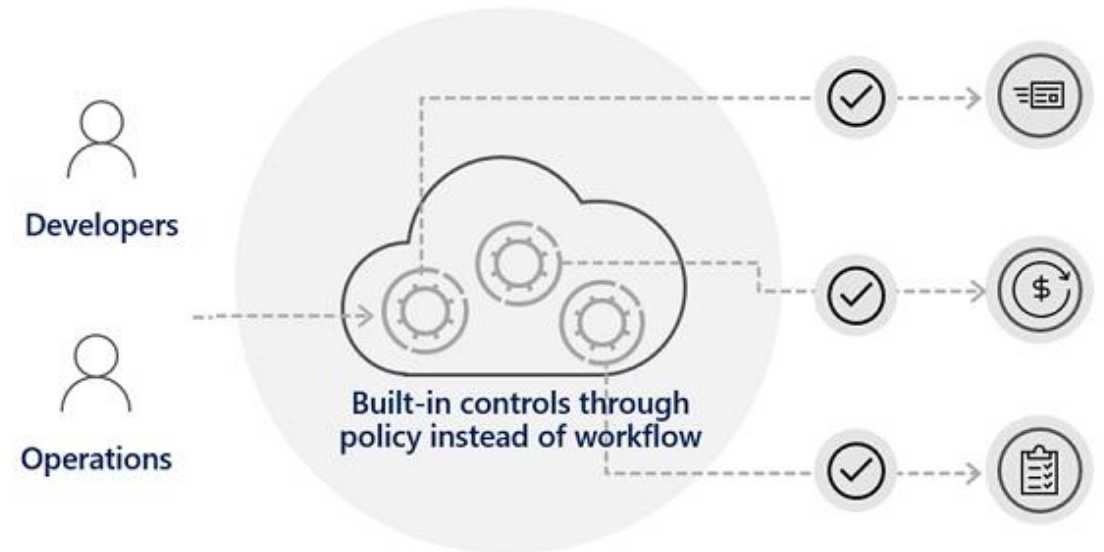 Developers
Operations
Built-in controls through
policy instead of workflow
$